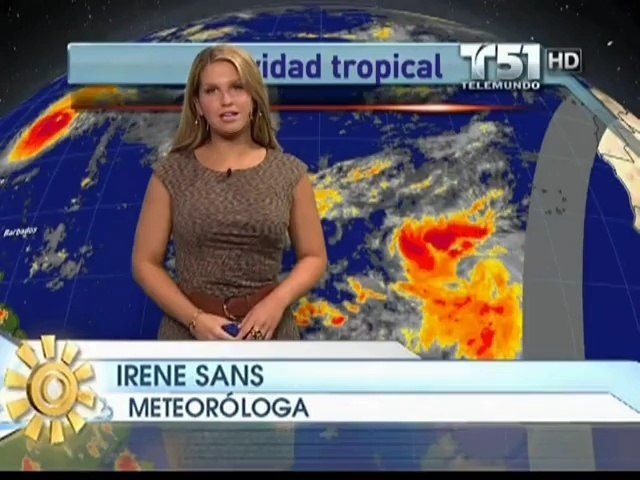 vidad tropical
T51 HD
TELEMUNDO
Barbados
IRENE SANS
METEORÓLOGA